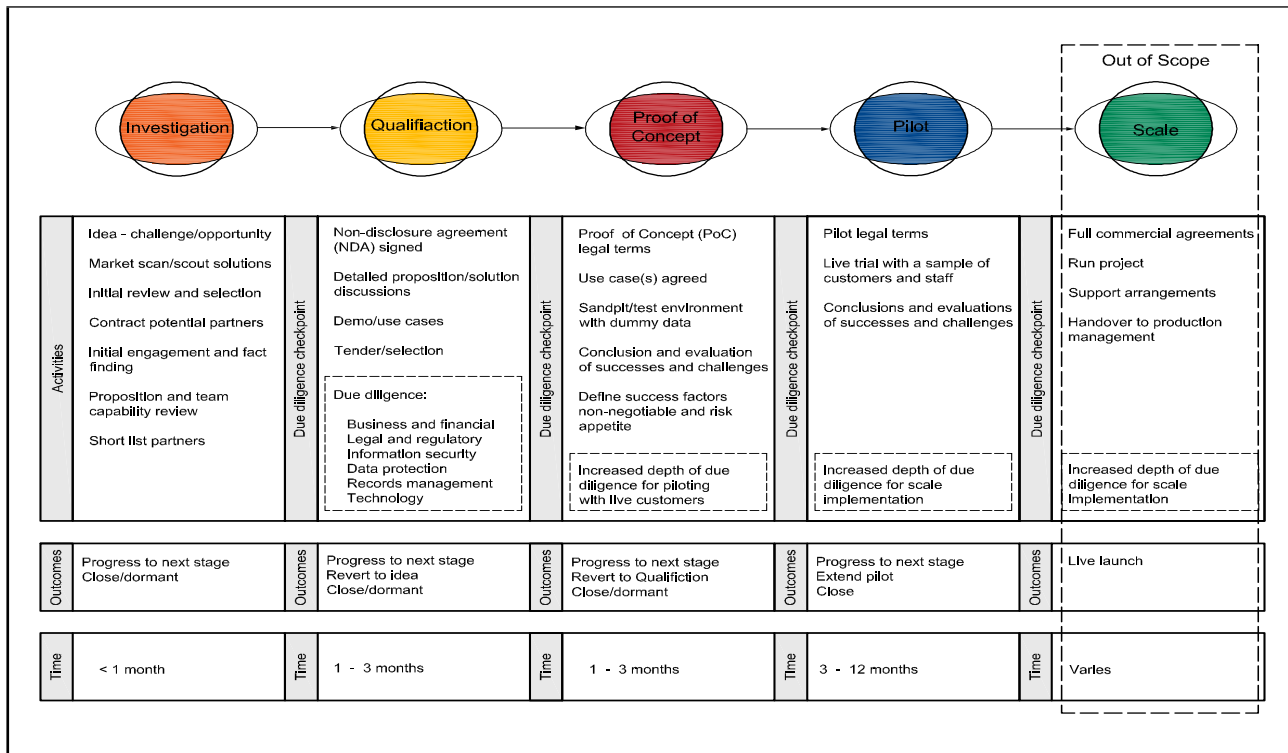 Out of Scope
Investigation
Qualifiaction
Proof of
Concept
Pilot
Scale
Activities
Idea - challenge/opportunity
Market scan/scout solutions
Initial review and selection
Contract potential partners
Initial engagement and fact
finding
Proposition and team
capability review
Short list partners
Due diligence checkpoint
Non-disclosure agreement
(NDA) signed
Detailed proposition/solution
discussions
Demo/use cases
Tender/selection
Due diligence:
Business and financial
Legal and regulatory
Information security
Data protection
Records management
Technology
Due diligence checkpoint
Proof of Concept (PoC)
legal terms
Use case(s) agreed
Sandpit/test environment
with dummy data
Conclusion and evaluation
of successes and challenges
Define success factors
non-negotiable and risk
appetite
Increased depth of due
diligence for piloting
with live customers
Due diligence checkpoint
Pilot legal terms
Live trial with a sample of
customers and staff
Conclusions and evaluations
of successes and challenges
Increased depth of due
diligence for scale
implementation
Due diligence checkpoint
Full commercial agreements
Run project
Support arrangements
Handover to production
management
Increased depth of due
diligence for scale
Implementation
Outcomes
Progress to next stage
Close/dormant
Outcomes
Progress to next stage
Revert to idea
Close/dormant
Outcomes
Progress to next stage
Revert to Qualifiction
Close/dormant
Outcomes
Progress to next stage
Extend pilot
Close
Outcomes
Live launch
Time
< 1 month
Time
1 - 3 months
Time
1 - 3 months
Time
3 - 12 months
Time
Varies